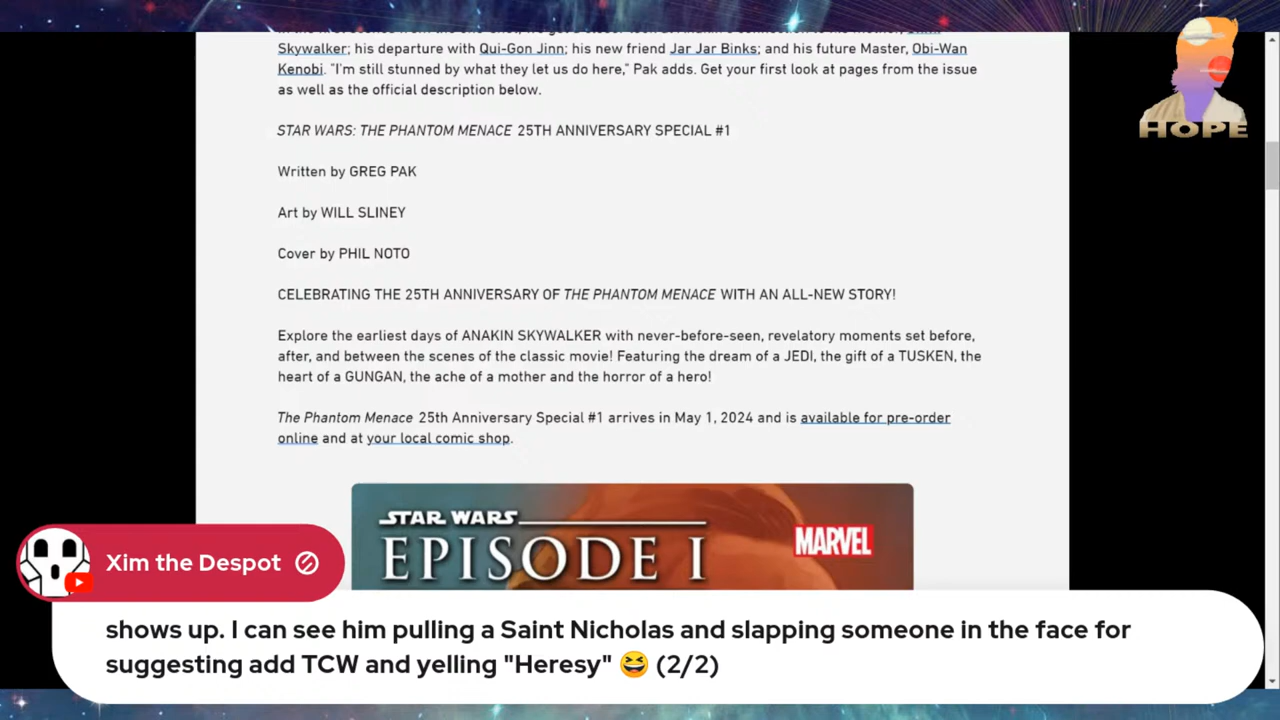 Skywalker; his departure with Qui-Gon Jinn; his new friend Jar Jar Binks; and his future Master, Obi-Wan
Kenobi. "I'm still stunned by what they let us do here," Pak adds. Get your first look at pages from the issue
as well as the official description below.
STAR WARS: THE PHANTOM MENACE 25TH ANNIVERSARY SPECIAL #1
Written by GREG PAK
Art by WILL SLINEY
Cover by PHIL NOTO
CELEBRATING THE 25TH ANNIVERSARY OF THE PHANTOM MENACE WITH AN ALL-NEW STORY!
Explore the earliest days of ANAKIN SKYWALKER with never-before-seen, revelatory moments set before,
after, and between the scenes of the classic movie! Featuring the dream of a JEDI, the gift of a TUSKEN, the
heart of a GUNGAN, the ache of a mother and the horror of a hero!
The Phantom Menace 25th Anniversary Special #1 arrives in May 1, 2024 and is available for pre-order
online and at your local comic shop.
HOPE
STAR WARS
EPISODE I
MARVEL
Xim the Despot
shows up. I can see him pulling a Saint Nicholas and slapping someone in the face for
suggesting add TCW and yelling "Heresy" 😆 (2/2)